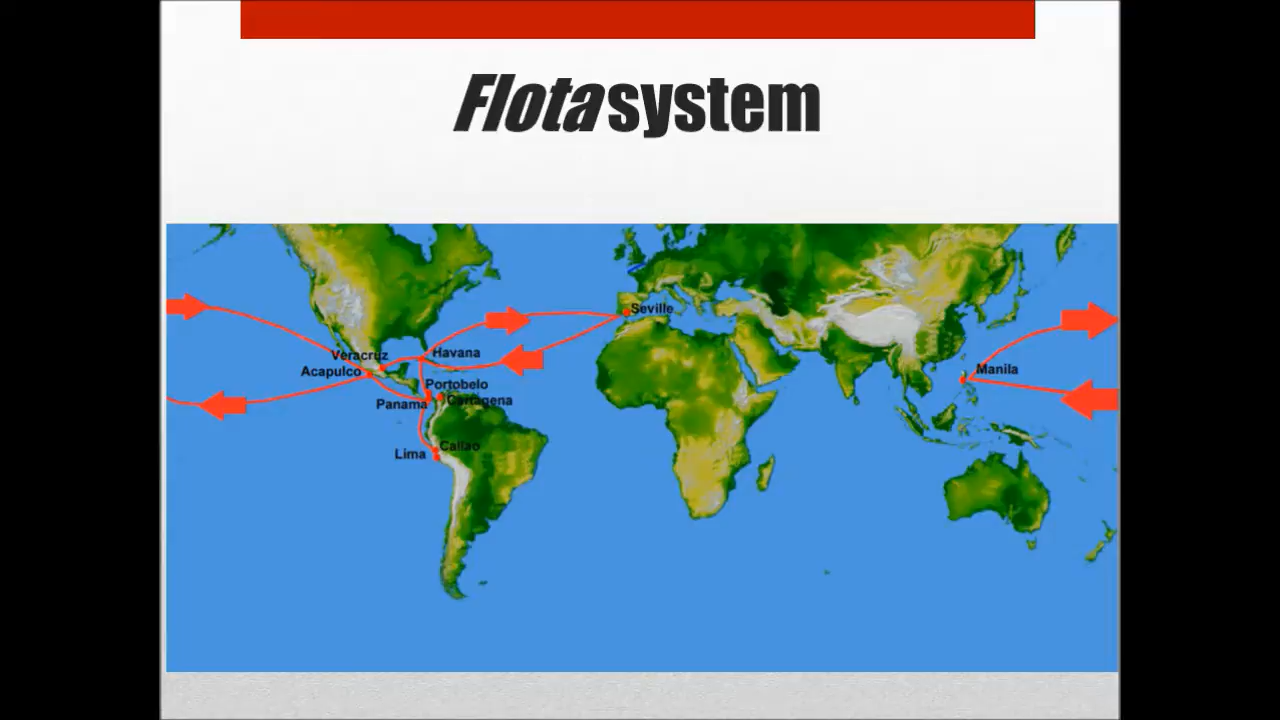 Flota system
Seville
Veracruz
Havana
Acapulco
Manila
Portobelo
Panama
Cartagena
Callao
Lima